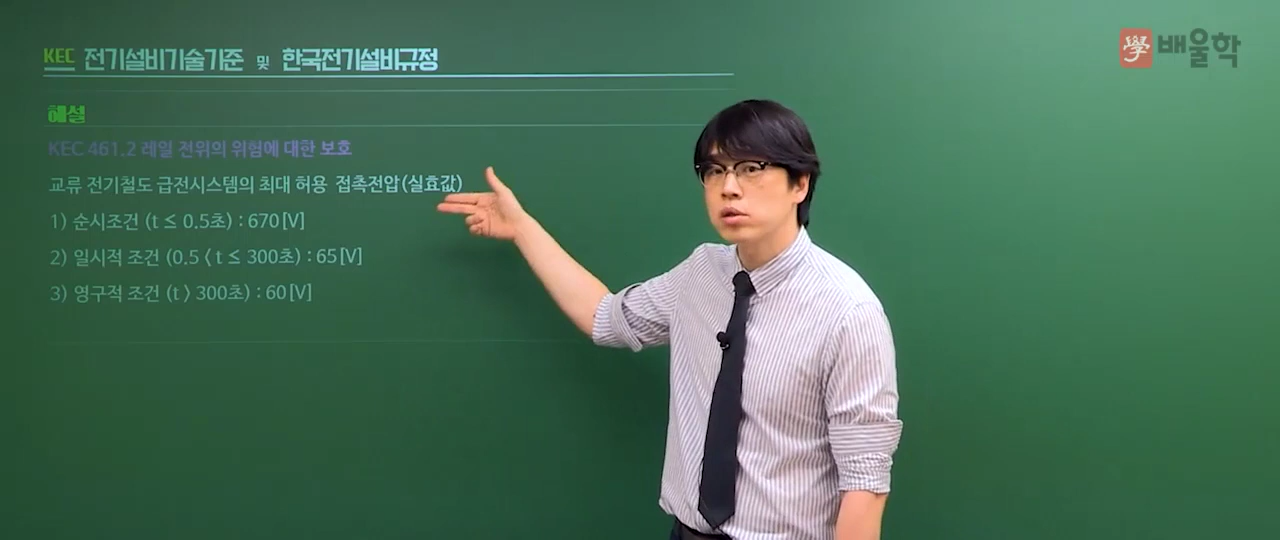 KEC 전기설비기술기준 및 한국전기설비규정
學 배울학
해설
KEC 461.2 레일 전위의 위험에 대한 보호
교류 전기철도 급전시스템의 최대 허용 접촉전압(실효값)
1) 순시조건 (t ≤ 0.5초) : 670[V]
2) 일시적 조건 (0.5 < t ≤ 300초) : 65[V]
3) 영구적 조건 (t > 300초) : 60[V]